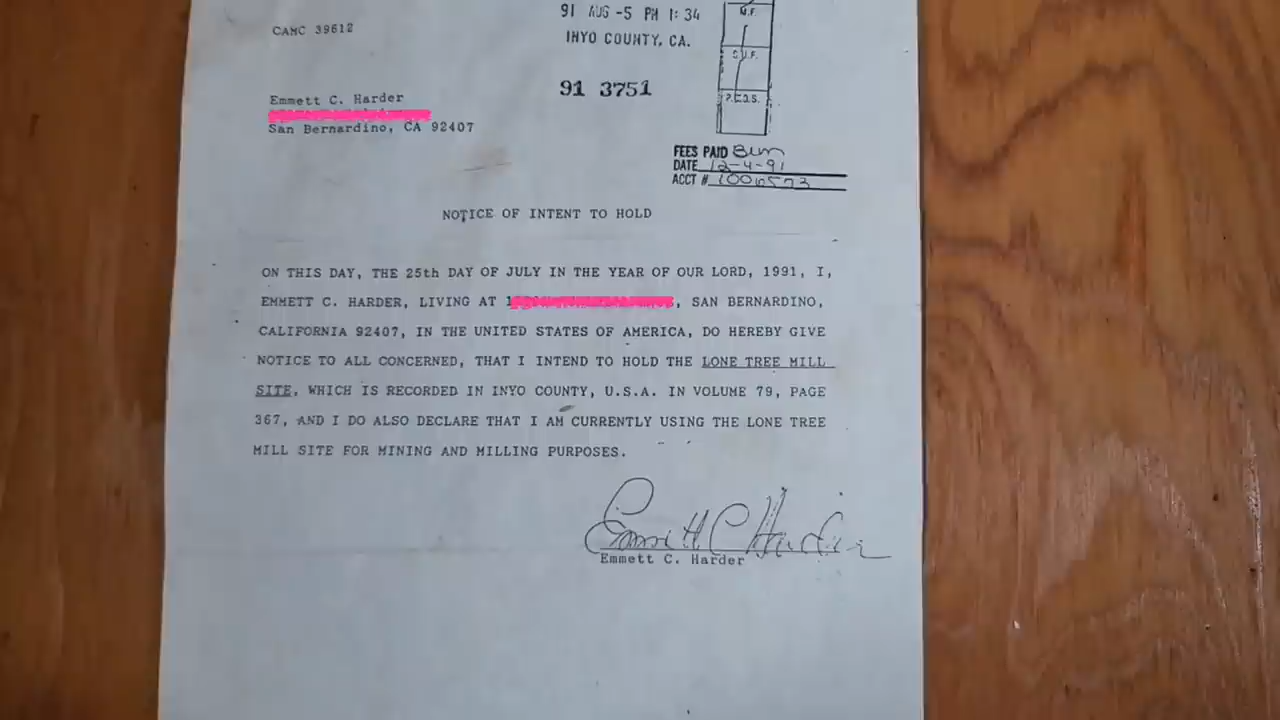 91 AUG -5 PM 1:34
CAMC 39612
INYO COUNTY, CA.
M.F.
91 3751
P.C.O.S.
Emmett C. Harder
San Bernardino, CA 92407
FEES PAID
DATE 12-4-91
ACCT #
NOTICE OF INTENT TO HOLD
ON THIS DAY, THE 25th DAY OF JULY IN THE YEAR OF OUR LORD, 1991, I,
EMMETT C. HARDER, LIVING AT , SAN BERNARDINO,
CALIFORNIA 92407, IN THE UNITED STATES OF AMERICA, DO HEREBY GIVE
NOTICE TO ALL CONCERNED, THAT I INTEND TO HOLD THE LONE TREE MILL
SITE, WHICH IS RECORDED IN INYO COUNTY, U.S.A. IN VOLUME 79, PAGE
367, AND I DO ALSO DECLARE THAT I AM CURRENTLY USING THE LONE TREE
MILL SITE FOR MINING AND MILLING PURPOSES.
Emmett C Harder
Emmett C. Harder